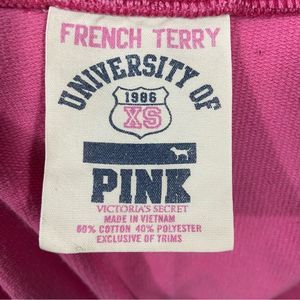 FRENCH TERRY
UNIVERSITY OF
1986
XS
PINK
VICTORIA'S SECRET
MADE IN VIETNAM
60% COTTON 40% POLYESTER
EXCLUSIVE OF TRIMS